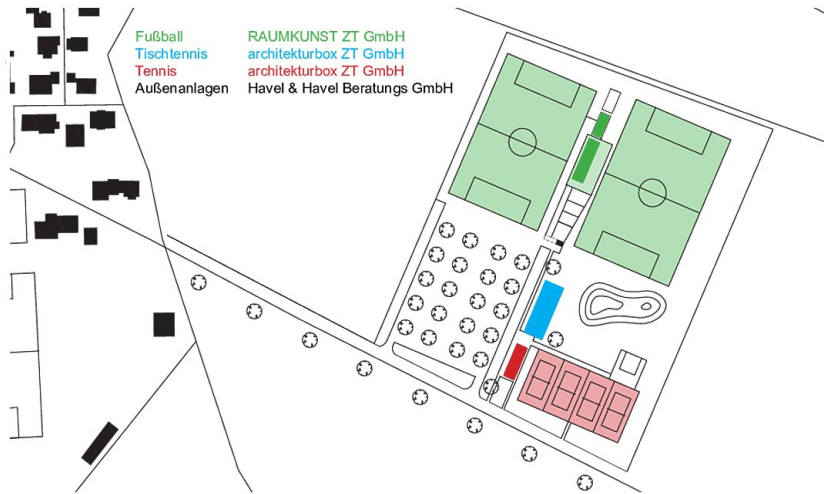 Fußball RAUMKUNST ZT GmbH
Tischtennis architekturbox ZT GmbH
Tennis architekturbox ZT GmbH
Außenanlagen Havel & Havel Beratungs GmbH